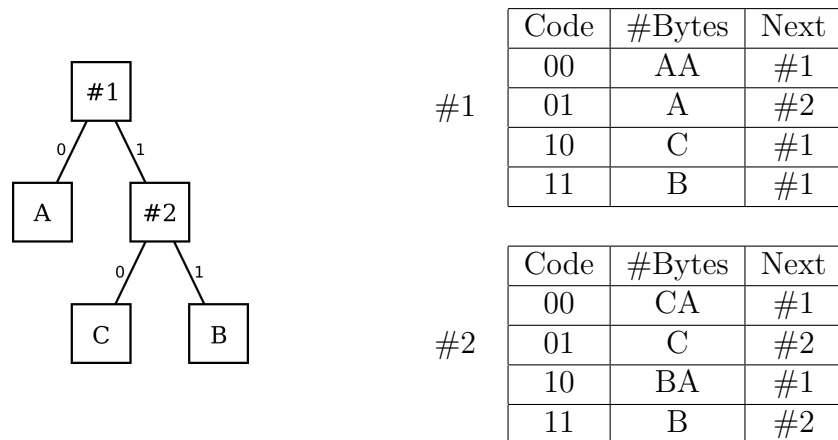 #1
0 1
A #2
0 1
C B
#1
Code #Bytes Next
00 AA #1
01 A #2
10 C #1
11 B #1
#2
Code #Bytes Next
00 CA #1
01 C #2
10 BA #1
11 B #2